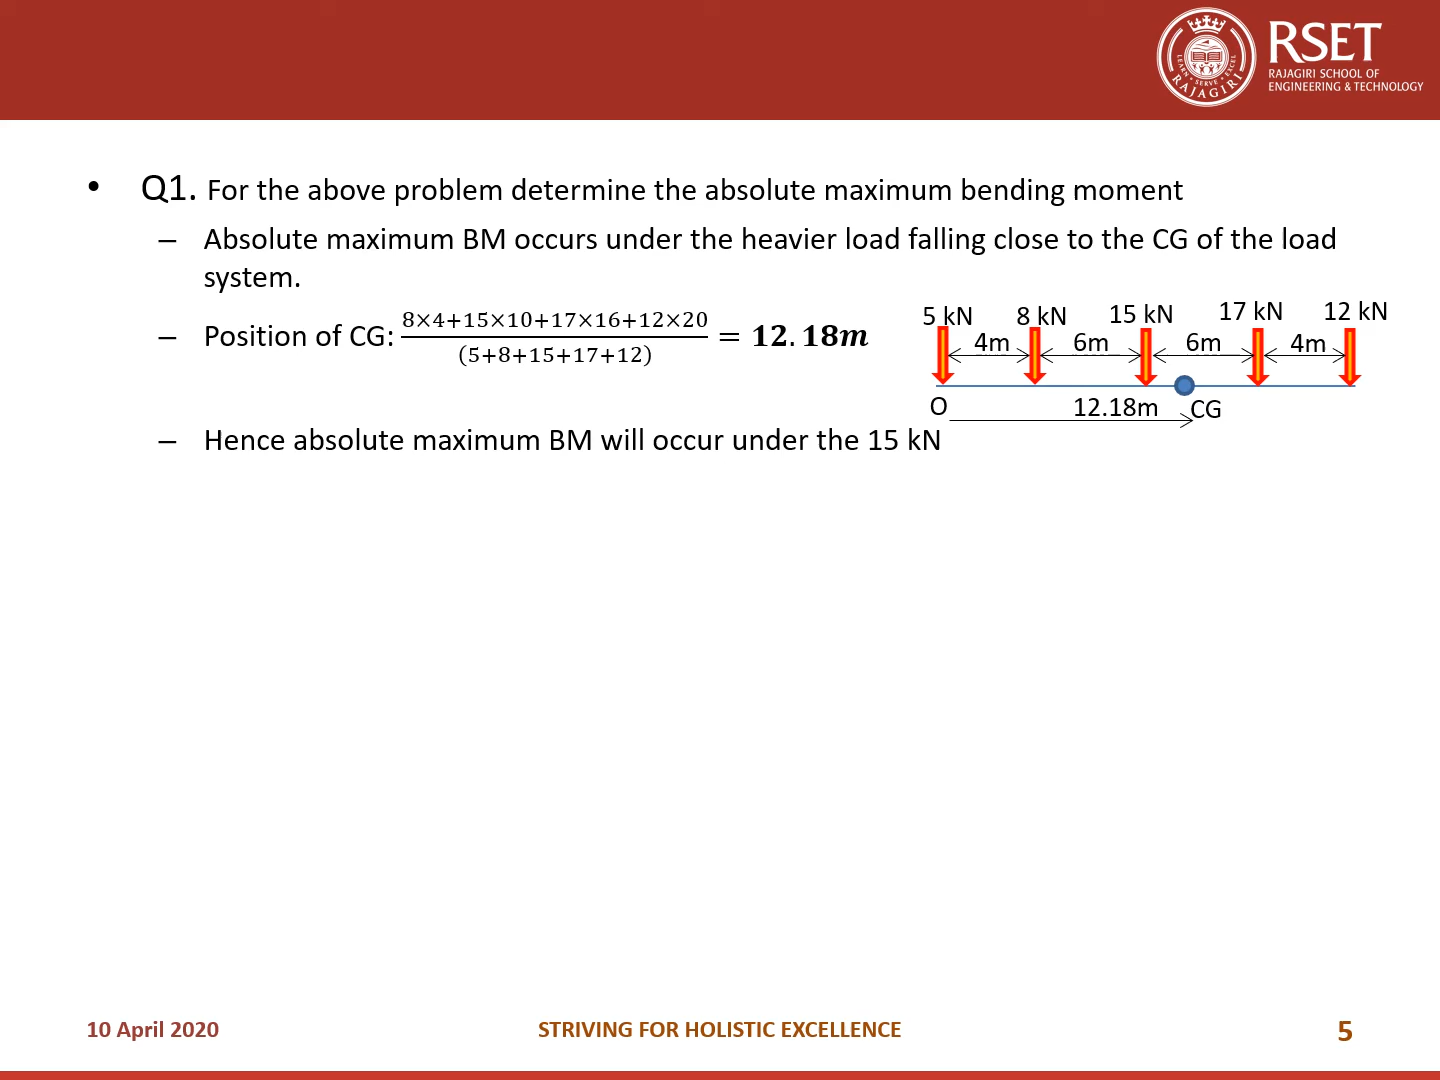 RSET
RAJAGIRI SCHOOL OF
ENGINEERING & TECHNOLOGY
LEARN • SERVE • EXCEL
RAJAGIRI
• Q1. For the above problem determine the absolute maximum bending moment
– Absolute maximum BM occurs under the heavier load falling close to the CG of the load
system.
– Position of CG: (8×4+15×10+17×16+12×20)/(5+8+15+17+12) = 12.18m
5 kN 8 kN 15 kN 17 kN 12 kN
4m 6m 6m 4m
O 12.18m CG
– Hence absolute maximum BM will occur under the 15 kN
10 April 2020 STRIVING FOR HOLISTIC EXCELLENCE 5